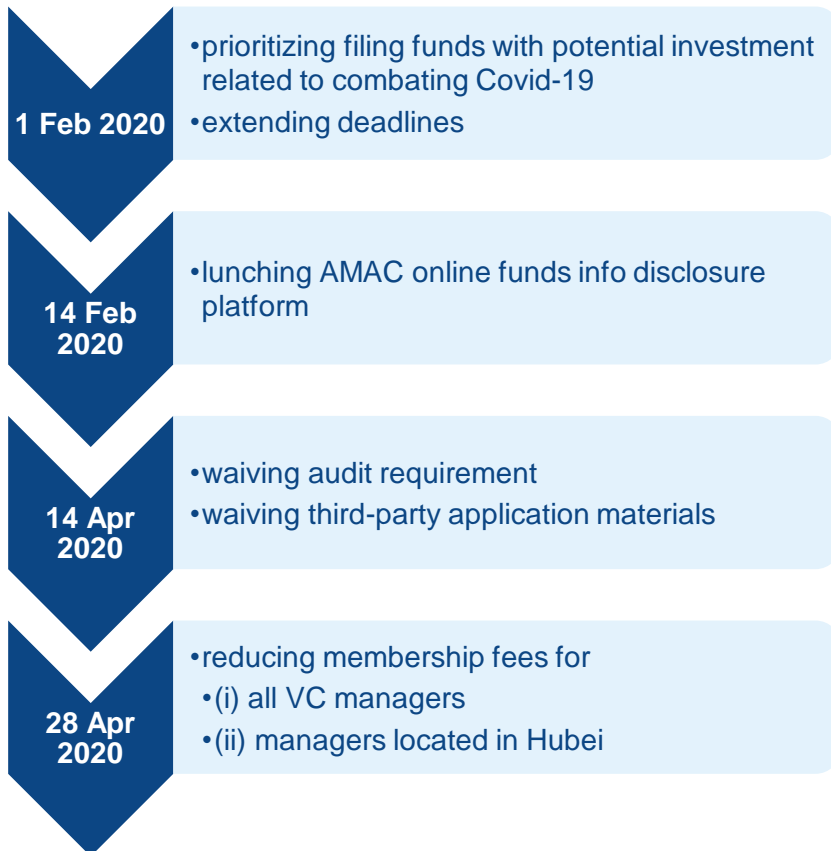 1 Feb 2020
•prioritizing filing funds with potential investment
related to combating Covid-19
•extending deadlines
14 Feb
2020
•lunching AMAC online funds info disclosure
platform
14 Apr
2020
•waiving audit requirement
•waiving third-party application materials
28 Apr
2020
•reducing membership fees for
•(i) all VC managers
•(ii) managers located in Hubei